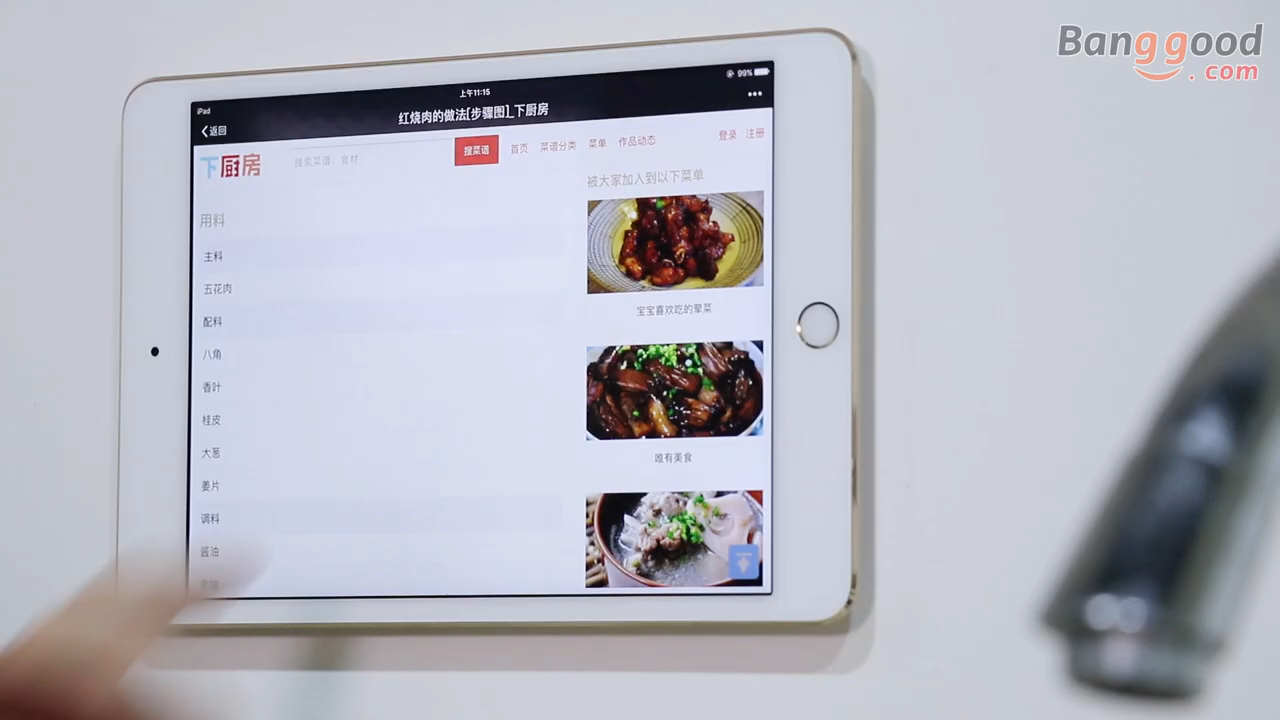 Banggood
.com
iPad
上午11:15
99%
返回
红烧肉的做法[步骤图]_下厨房
下厨房
搜索菜谱、食材
搜菜谱
首页
菜谱分类
菜单
作品动态
登录
注册
用料
主料
五花肉
配料
八角
香叶
桂皮
大葱
姜片
调料
酱油
被大家加入到以下菜单
宝宝喜欢吃的荤菜
唯有美食